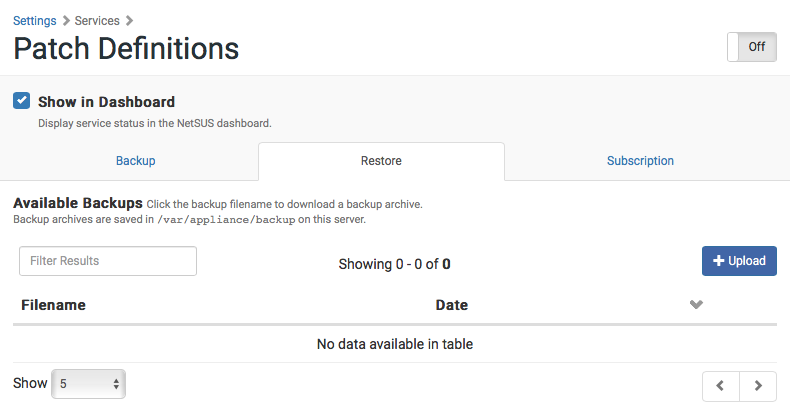 Settings Services
Patch Definitions
Off
Show in Dashboard
Display service status in the NetSUS dashboard.
Backup Restore Subscription
Available Backups Click the backup filename to download a backup archive.
Backup archives are saved in /var/appliance/backup on this server.
Filter Results Showing 0 - 0 of 0 Upload
Filename Date
No data available in table
Show 5